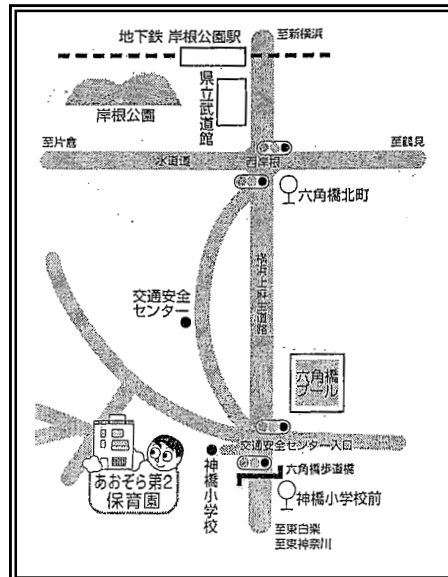 地下鉄 岸根公園駅
至新横浜
県立武道館
岸根公園
至片倉
水道道
西岸根
至鶴見
六角橋北町
横浜上麻生道路
交通安全
センター
六角橋
プール
交通安全センター入口
神橋小学校
六角橋歩道橋
神橋小学校前
あおぞら第2
保育園
至東白楽
至東神奈川